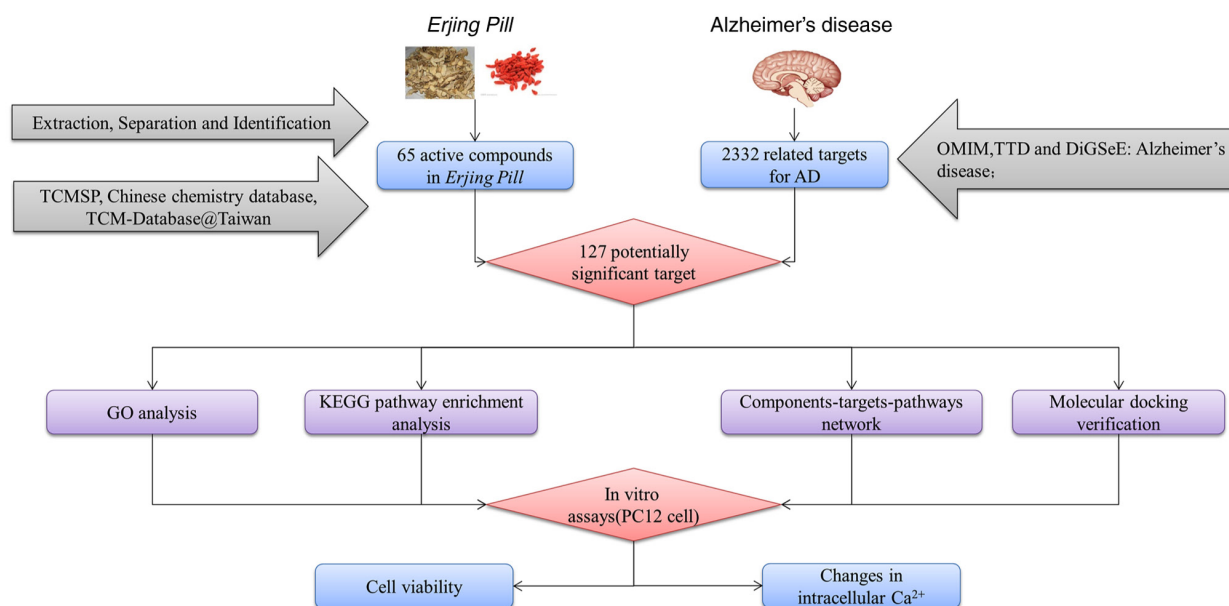 Erjing Pill
Alzheimer's disease
Extraction, Separation and Identification
65 active compounds
in Erjing Pill
2332 related targets
for AD
OMIM,TTD and DiGSeE: Alzheimer's
disease；
TCMSP, Chinese chemistry database,
TCM-Database@Taiwan
127 potentially
significant target
GO analysis
KEGG pathway enrichment
analysis
Components-targets-pathways
network
Molecular docking
verification
In vitro
assays(PC12 cell)
Cell viability
Changes in
intracellular Ca²⁺